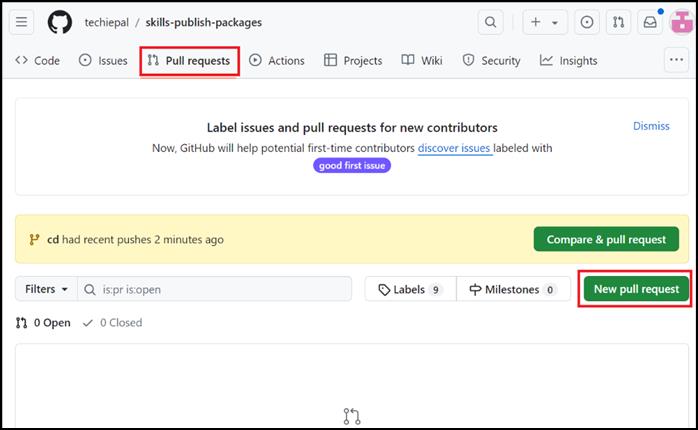 techiepal / skills-publish-packages
Code Issues Pull requests Actions Projects Wiki Security Insights
Label issues and pull requests for new contributors
Dismiss
Now, GitHub will help potential first-time contributors discover issues labeled with
good first issue
cd had recent pushes 2 minutes ago
Compare & pull request
Filters is:pr is:open Labels 9 Milestones 0 New pull request
0 Open 0 Closed